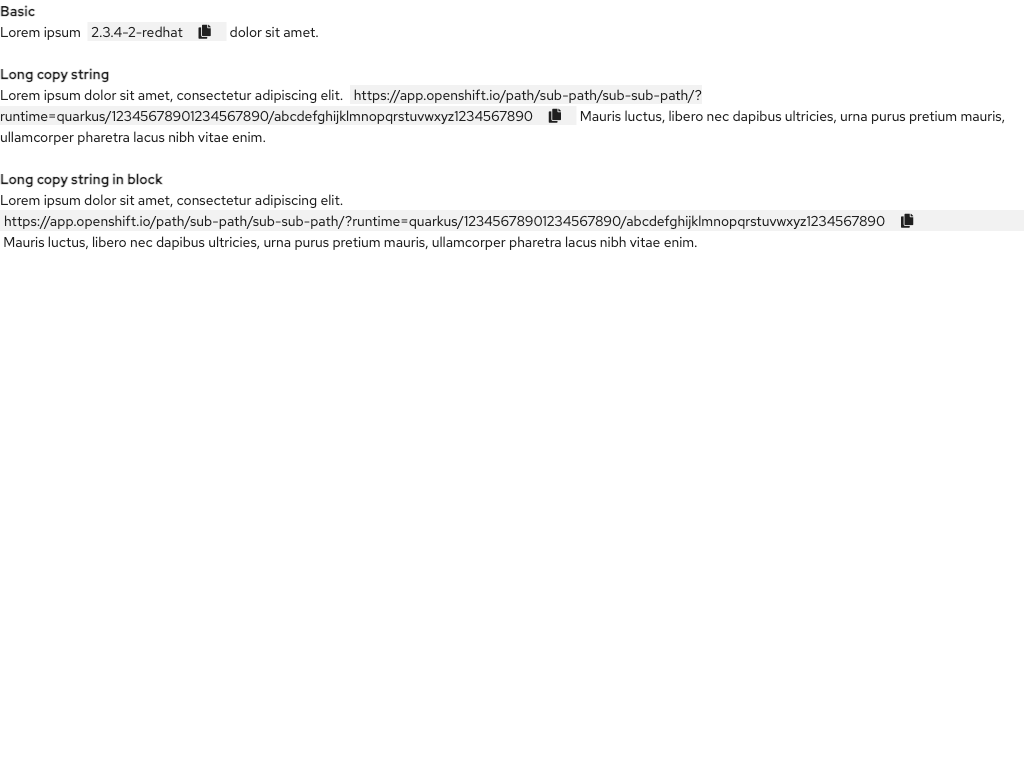 Basic
Lorem ipsum 2.3.4-2-redhat dolor sit amet.
Long copy string
Lorem ipsum dolor sit amet, consectetur adipiscing elit. https://app.openshift.io/path/sub-path/sub-sub-path/?
runtime=quarkus/12345678901234567890/abcdefghijklmnopqrstuvwxyz1234567890 Mauris luctus, libero nec dapibus ultricies, urna purus pretium mauris,
ullamcorper pharetra lacus nibh vitae enim.
Long copy string in block
Lorem ipsum dolor sit amet, consectetur adipiscing elit.
https://app.openshift.io/path/sub-path/sub-sub-path/?runtime=quarkus/12345678901234567890/abcdefghijklmnopqrstuvwxyz1234567890
Mauris luctus, libero nec dapibus ultricies, urna purus pretium mauris, ullamcorper pharetra lacus nibh vitae enim.